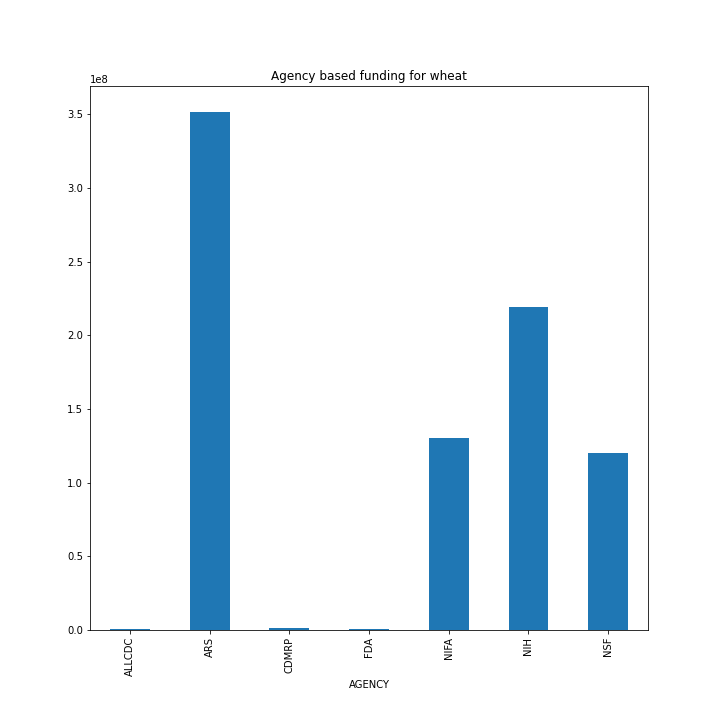 Agency based funding for wheat
1e8
3.5
3.0
2.5
2.0
1.5
1.0
0.5
0.0
ALLCDC
ARS
CDMRP
FDA
NIFA
NIH
NSF
AGENCY